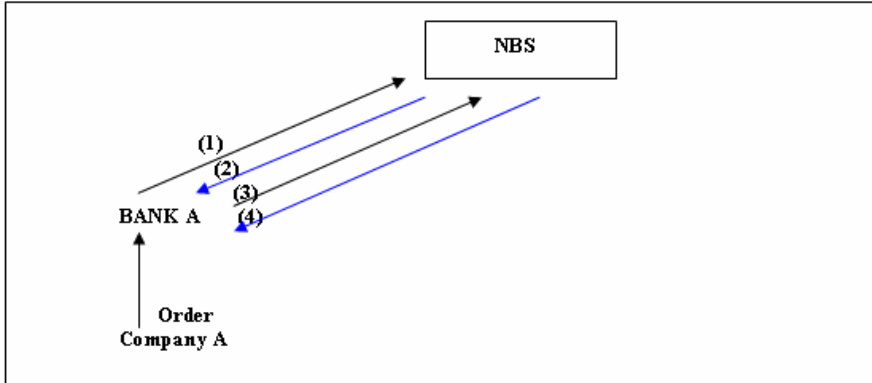 NBS
(1)
(2)
(3)
BANK A
(4)
Order
Company A